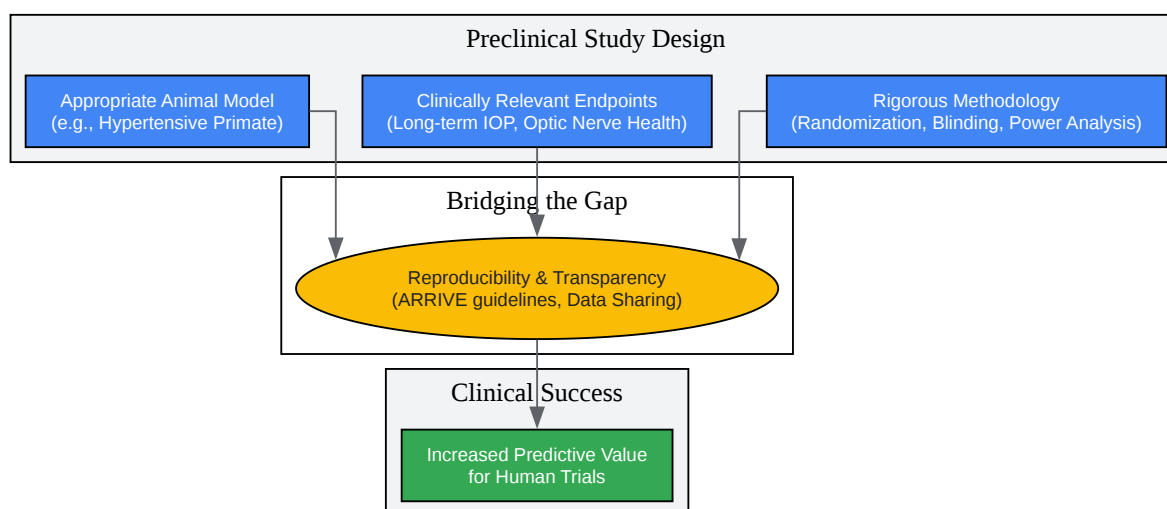 Preclinical Study Design
Appropriate Animal Model
(e.g., Hypertensive Primate)
Clinically Relevant Endpoints
(Long-term IOP, Optic Nerve Health)
Rigorous Methodology
(Randomization, Blinding, Power Analysis)
Bridging the Gap
Reproducibility & Transparency
(ARRIVE guidelines, Data Sharing)
Clinical Success
Increased Predictive Value
for Human Trials